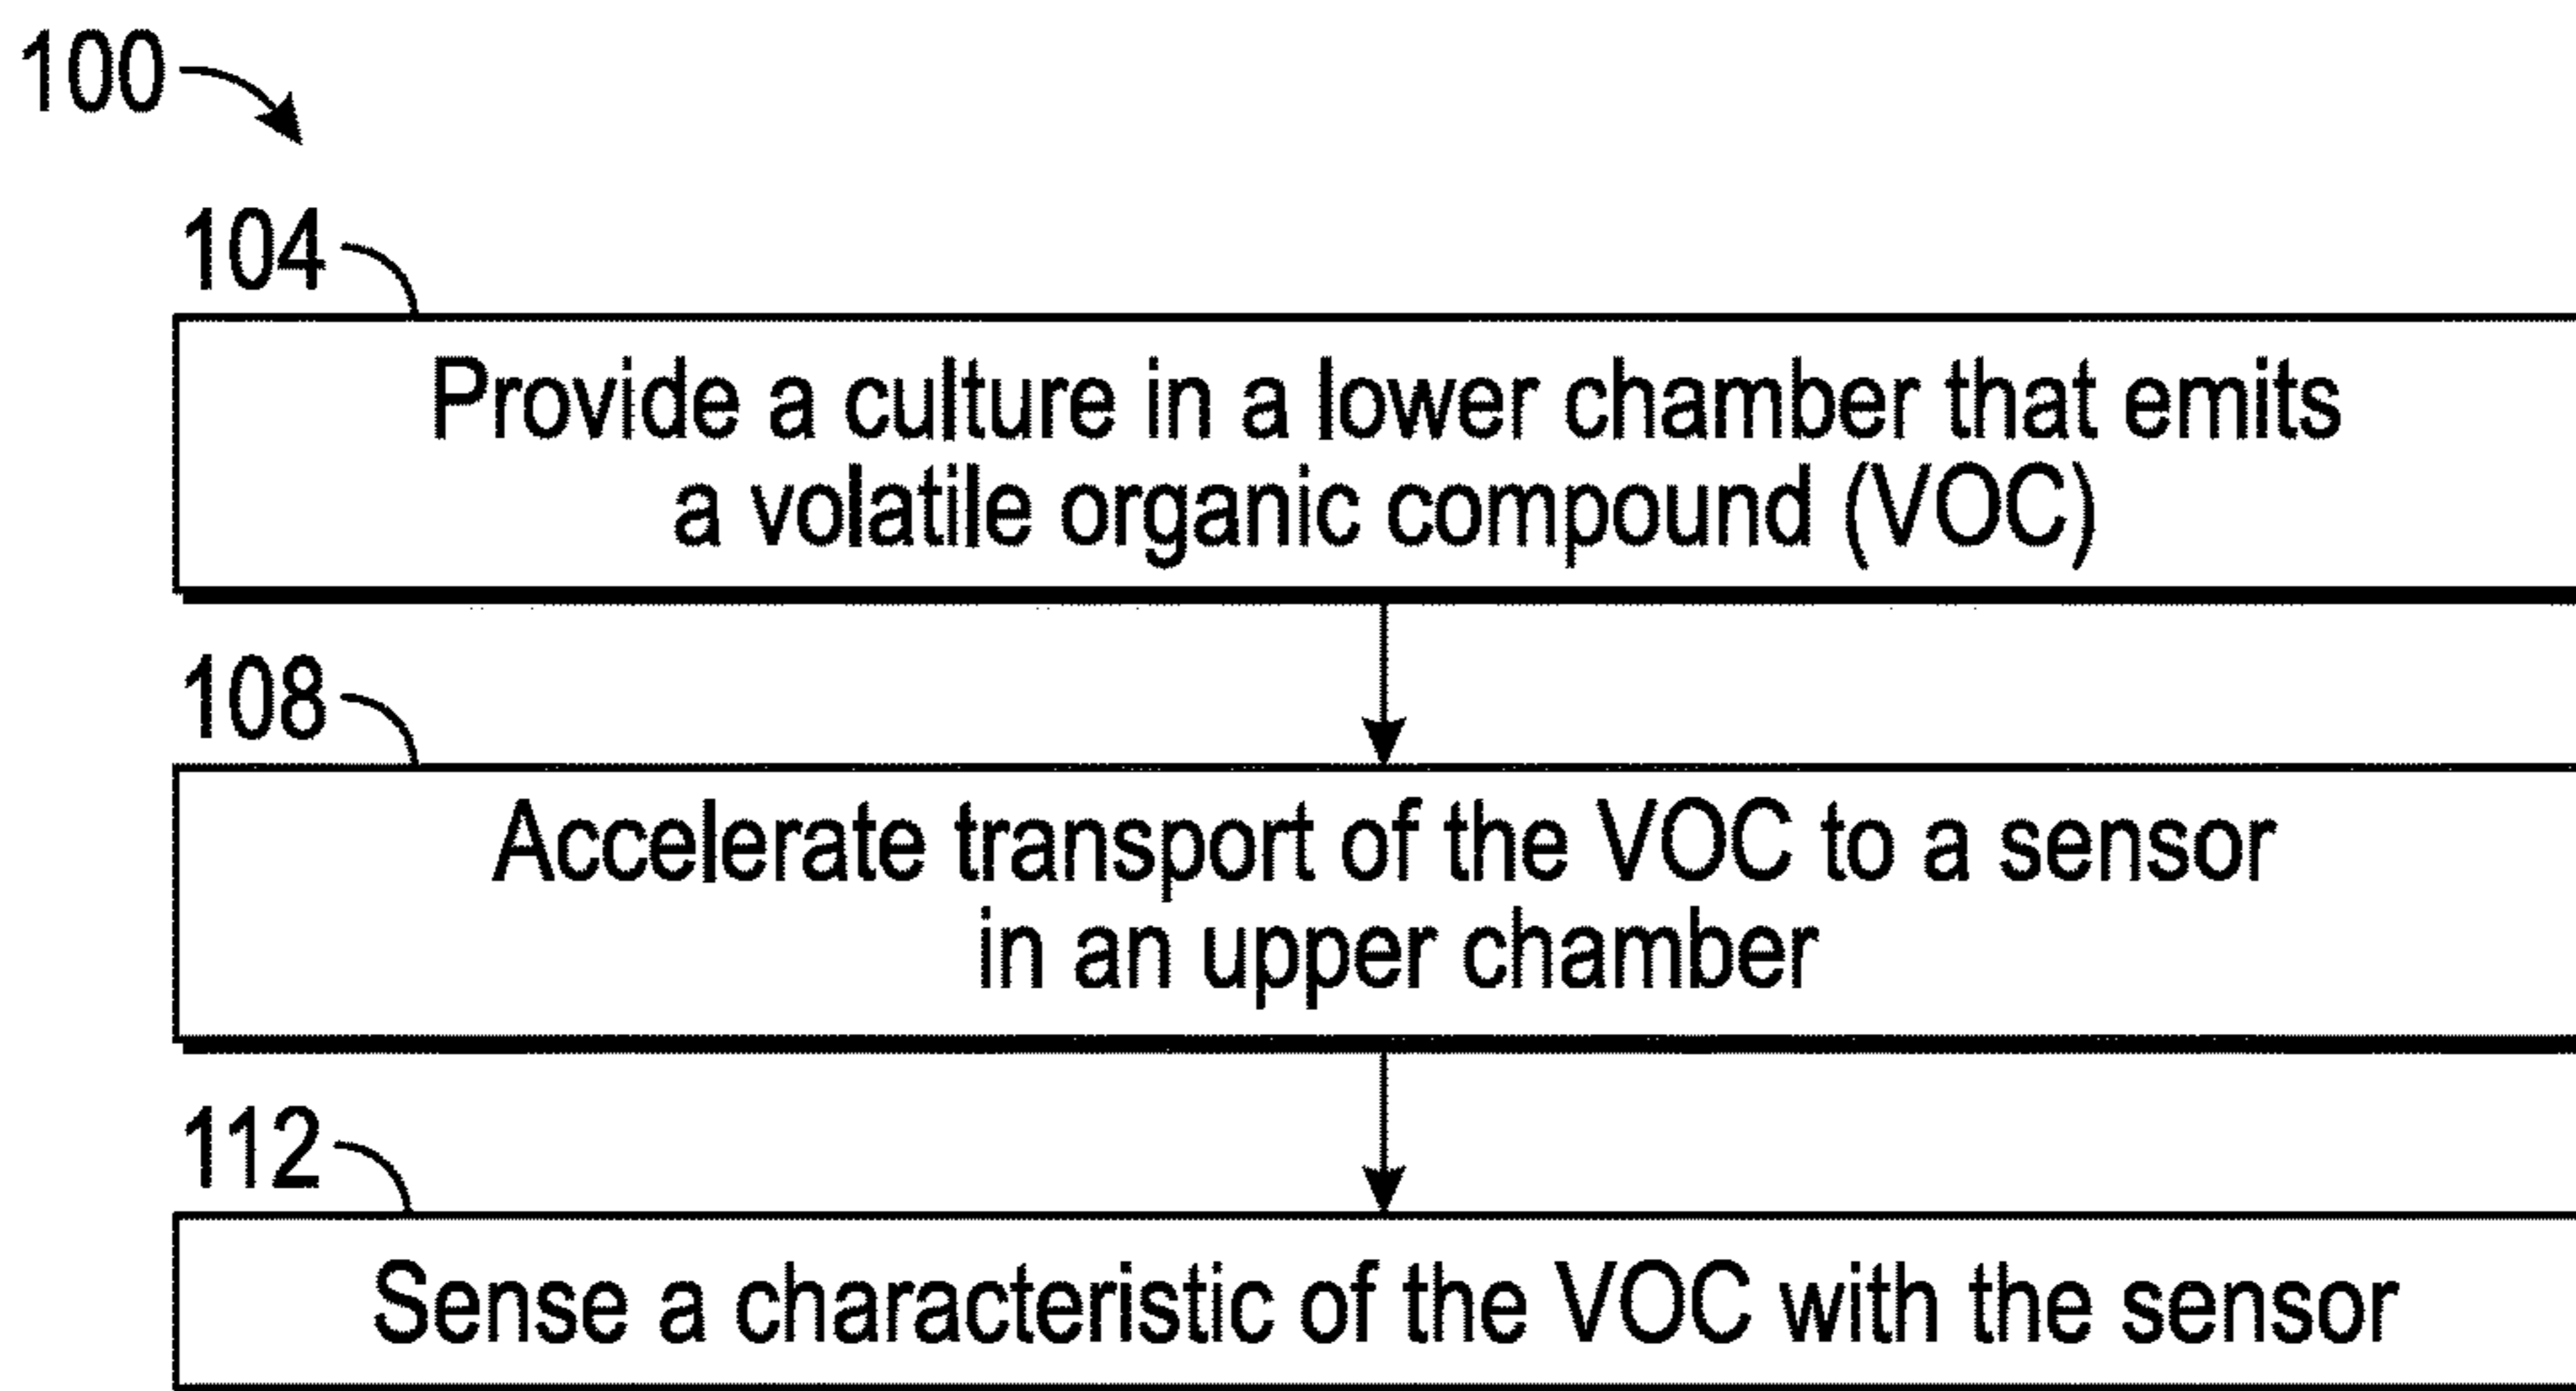 100
104
Provide a culture in a lower chamber that emits
a volatile organic compound (VOC)
108
Accelerate transport of the VOC to a sensor
in an upper chamber
112
Sense a characteristic of the VOC with the sensor